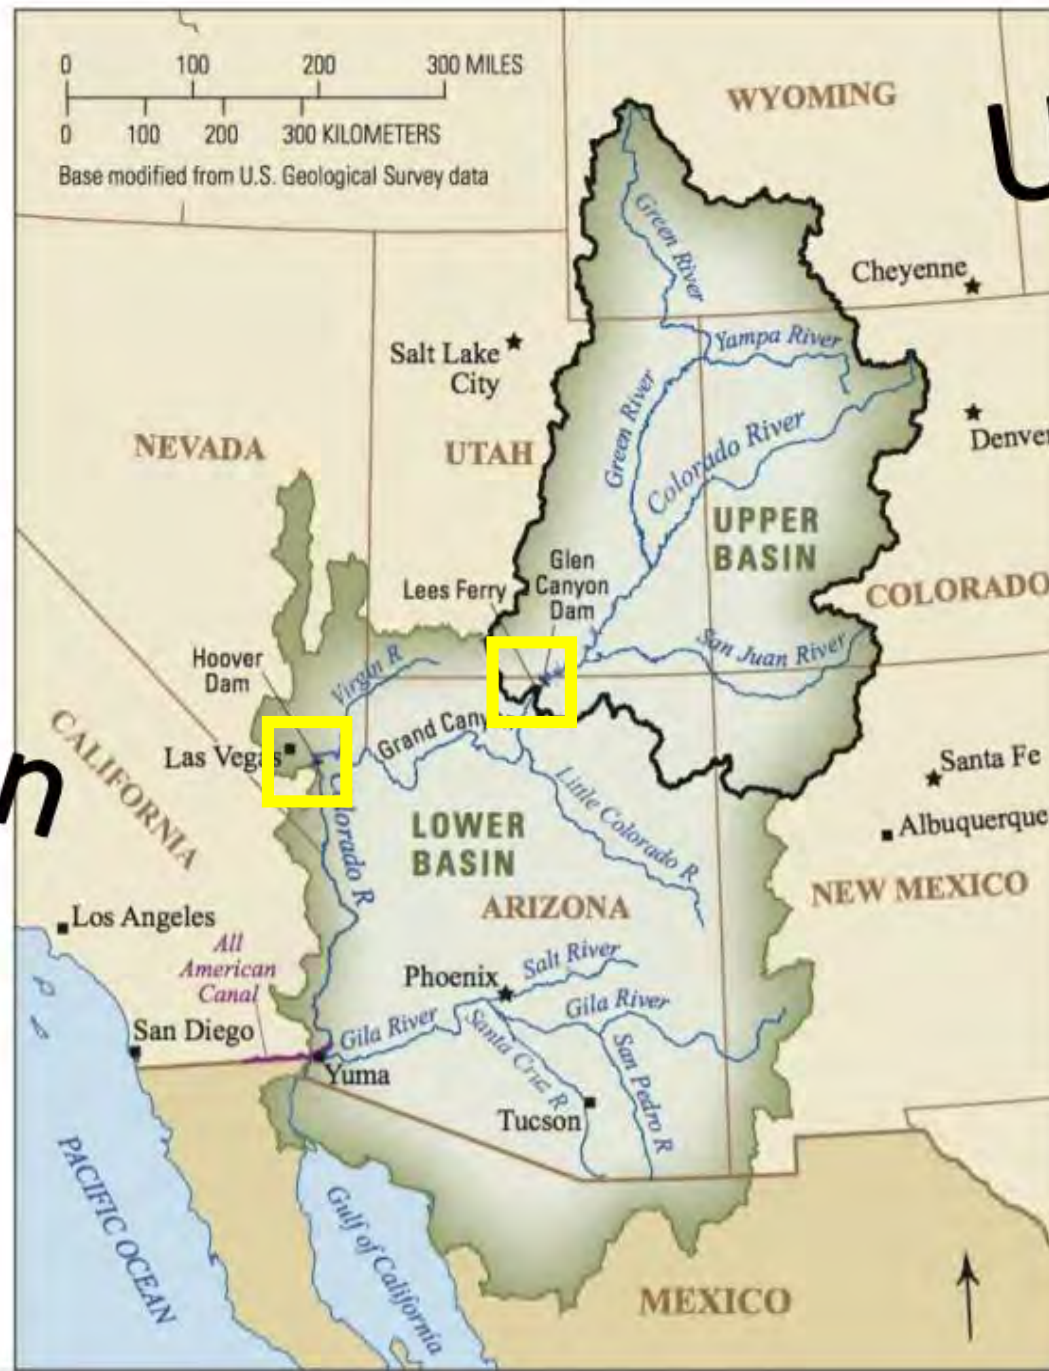 0 100 200 300 MILES
0 100 200 300 KILOMETERS
Base modified from U.S. Geological Survey data
WYOMING
U
Green River
Cheyenne
Salt Lake
City
Yampa River
Denver
NEVADA
UTAH
Green River
Colorado River
UPPER
BASIN
Glen
Canyon
Dam
Lees Ferry
COLORADO
San Juan River
Hoover
Dam
Virgin R
CALIFORNIA
Las Vegas
Grand Canyon
Santa Fe
n
Colorado R
Little Colorado R
LOWER
BASIN
Albuquerque
ARIZONA
NEW MEXICO
Los Angeles
All
American
Canal
Phoenix
Salt River
Gila River
San Diego
Gila River
Santa Cruz R
San Pedro R
Yuma
Tucson
PACIFIC OCEAN
Gulf of California
MEXICO